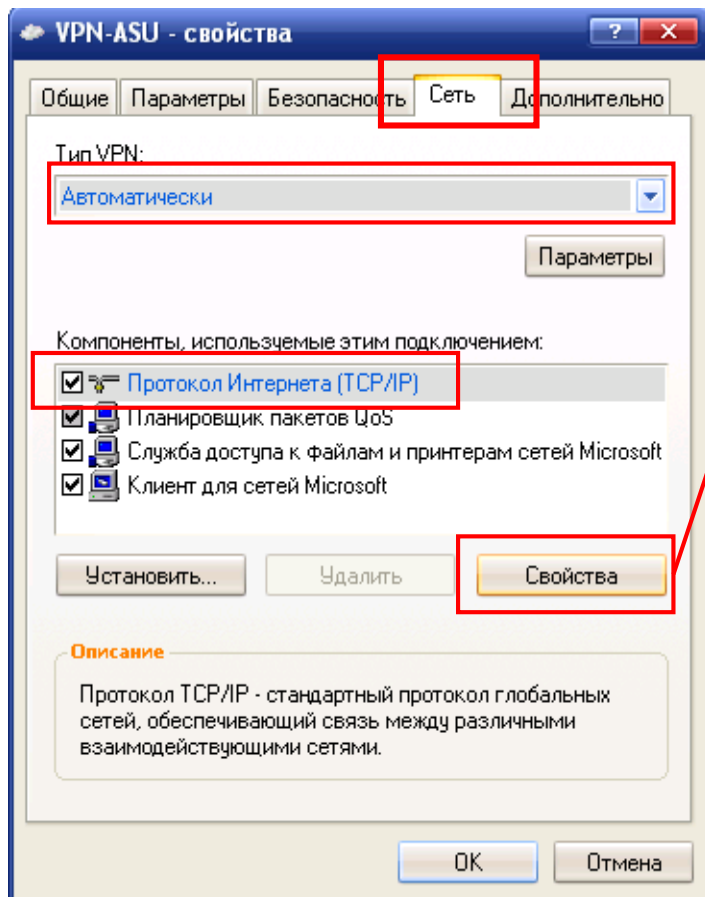 VPN-ASU - свойства
Общие Параметры Безопасность Сеть Дополнительно
Тип VPN:
Автоматически
Параметры
Компоненты, используемые этим подключением:
Протокол Интернета (TCP/IP)
Планировщик пакетов QoS
Служба доступа к файлам и принтерам сетей Microsoft
Клиент для сетей Microsoft
Установить... Удалить Свойства
Описание
Протокол TCP/IP - стандартный протокол глобальных
сетей, обеспечивающий связь между различными
взаимодействующими сетями.
OK Отмена